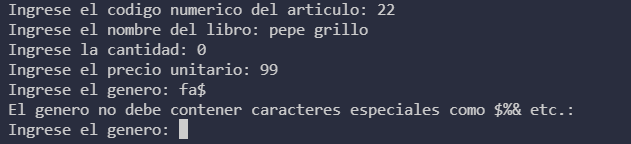 Ingrese el codigo numerico del articulo: 22
Ingrese el nombre del libro: pepe grillo
Ingrese la cantidad: 0
Ingrese el precio unitario: 99
Ingrese el genero: fa$
El genero no debe contener caracteres especiales como $%& etc.:
Ingrese el genero: